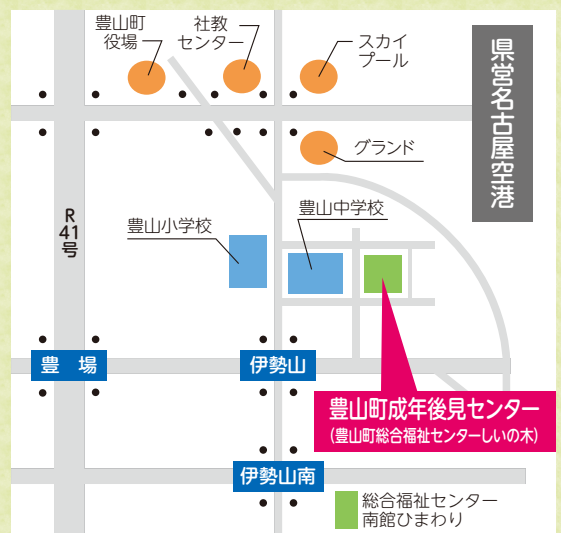 豊山町
役場
社教
センター
スカイ
プール
県営名古屋空港
グランド
R
41
号
豊山小学校
豊山中学校
豊場
伊勢山
豊山町成年後見センター
(豊山町総合福祉センターしいの木)
伊勢山南
総合福祉センター
南館ひまわり